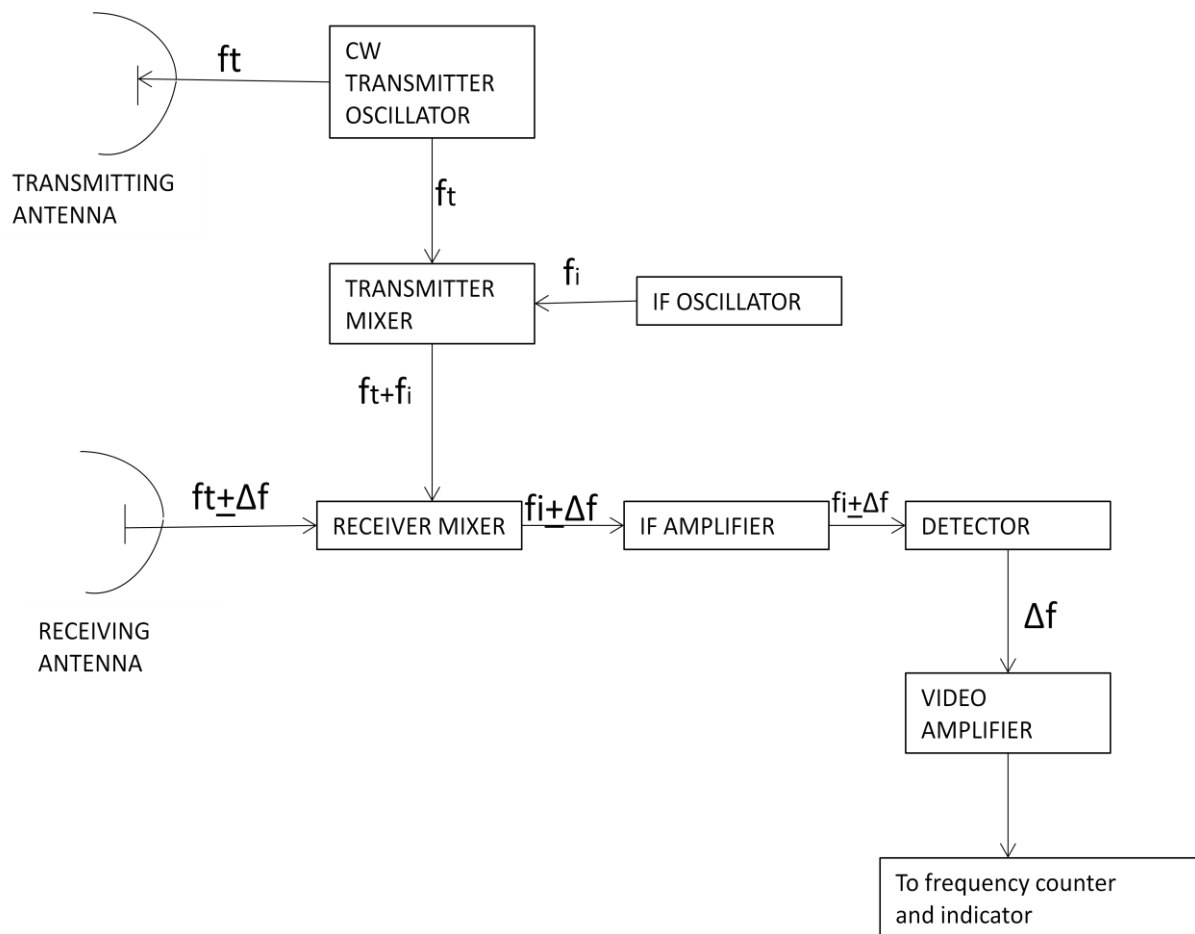 ft
CW
TRANSMITTER
OSCILLATOR
TRANSMITTING
ANTENNA
ft
TRANSMITTER
MIXER
fi
IF OSCILLATOR
ft+fi
ft±Δf
RECEIVER MIXER
fi±Δf
IF AMPLIFIER
fi±Δf
DETECTOR
RECEIVING
ANTENNA
Δf
VIDEO
AMPLIFIER
To frequency counter
and indicator